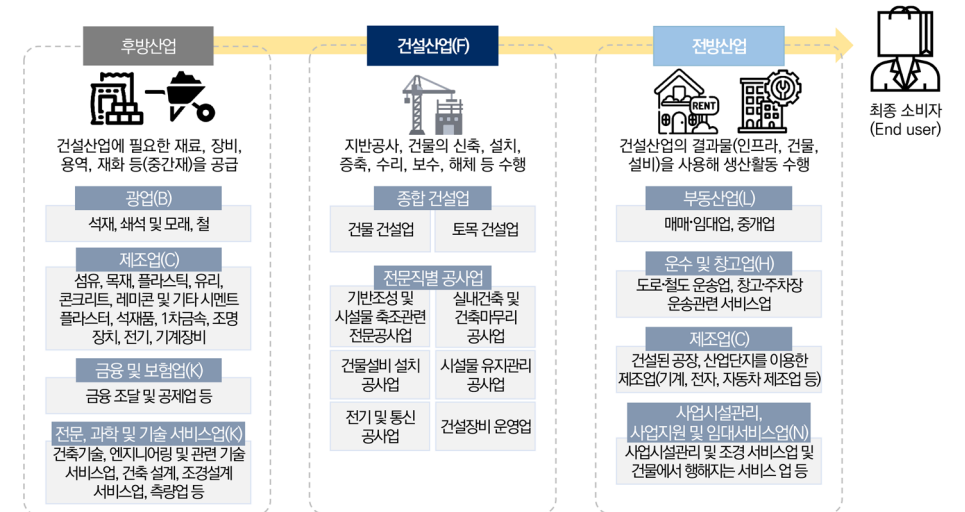 후방산업
건설산업에 필요한 재료, 장비,
용역, 재화 등(중간재)을 공급
광업(B)
석재, 쇄석 및 모래, 철
제조업(C)
섬유, 목재, 플라스틱, 유리,
콘크리트, 레미콘 및 기타 시멘트
플라스터, 석재품, 1차금속, 조명
장치, 전기, 기계장비
금융 및 보험업(K)
금융 조달 및 공제업 등
전문, 과학 및 기술 서비스업(K)
건축기술, 엔지니어링 및 관련 기술
서비스업, 건축 설계, 조경설계
서비스업, 측량업 등
건설산업(F)
지반공사, 건물의 신축, 설치,
증축, 수리, 보수, 해체 등 수행
종합 건설업
건물 건설업
토목 건설업
전문직별 공사업
기반조성 및
시설물 축조관련
전문공사업
실내건축 및
건축마무리
공사업
건물설비 설치
공사업
시설물 유지관리
공사업
전기 및 통신
공사업
건설장비 운영업
전방산업
RENT
건설산업의 결과물(인프라, 건물,
설비)을 사용해 생산활동 수행
부동산업(L)
매매·임대업, 중개업
운수 및 창고업(H)
도로·철도 운송업, 창고·주차장
운송관련 서비스업
제조업(C)
건설된 공장, 산업단지를 이용한
제조업(기계, 전자, 자동차 제조업 등)
사업시설관리,
사업지원 및 임대서비스업(N)
사업시설관리 및 조경 서비스업 및
건물에서 행해지는 서비스 업 등
최종 소비자
(End user)